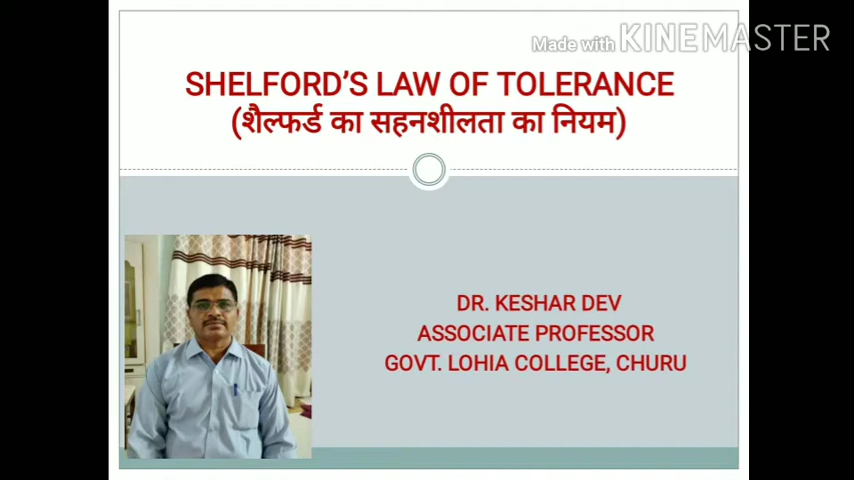 Made with KINEMASTER
SHELFORD'S LAW OF TOLERANCE
(शैल्फर्ड का सहनशीलता का नियम)
DR. KESHAR DEV
ASSOCIATE PROFESSOR
GOVT. LOHIA COLLEGE, CHURU